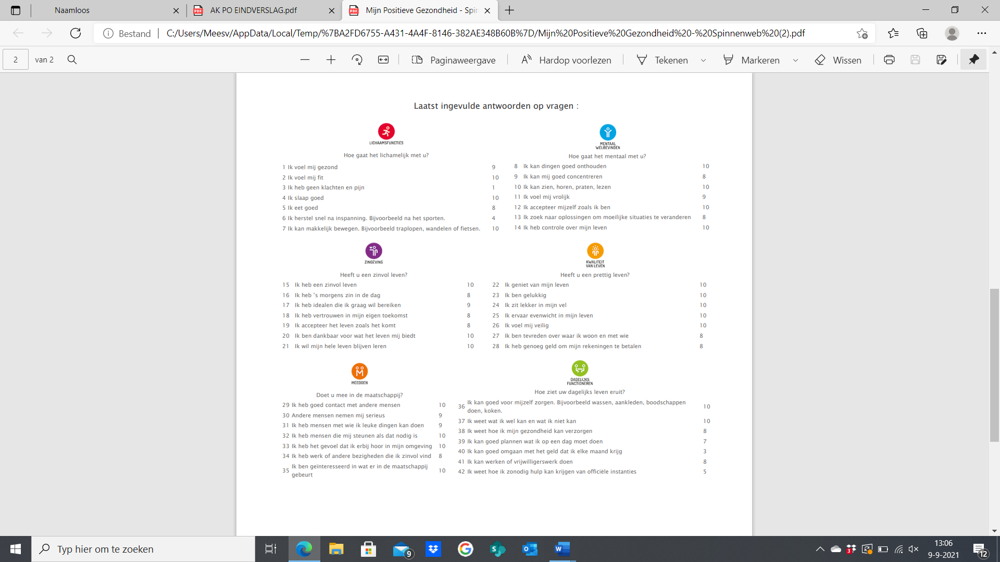 Naamloos
AK PO EINDVERSLAG.pdf
Mijn Positieve Gezondheid - Spin
Bestand
C:/Users/Meesv/AppData/Local/Temp/%7BA2FD6755-A431-4A4F-8146-382AE348B60B%7D/Mijn%20Positieve%20Gezondheid%20-%20Spinnenweb%20(2).pdf
2 van 2
Paginaweergave
Hardop voorlezen
Tekenen
Markeren
Wissen
Laatst ingevulde antwoorden op vragen :
LICHAAMSFUNCTIES
Hoe gaat het lichamelijk met u?
1 Ik voel mij gezond 9
2 Ik voel mij fit 10
3 Ik heb geen klachten en pijn 1
4 Ik slaap goed 10
5 Ik eet goed 8
6 Ik herstel snel na inspanning. Bijvoorbeeld na het sporten. 4
7 Ik kan makkelijk bewegen. Bijvoorbeeld traplopen, wandelen of fietsen. 10
MENTAAL
WELBEVINDEN
Hoe gaat het mentaal met u?
8 Ik kan dingen goed onthouden 10
9 Ik kan mij goed concentreren 8
10 Ik kan zien, horen, praten, lezen 10
11 Ik voel mij vrolijk 9
12 Ik accepteer mijzelf zoals ik ben 10
13 Ik zoek naar oplossingen om moeilijke situaties te veranderen 8
14 Ik heb controle over mijn leven 10
ZINGEVING
Heeft u een zinvol leven?
15 Ik heb een zinvol leven 10
16 Ik heb 's morgens zin in de dag 8
17 Ik heb idealen die ik graag wil bereiken 9
18 Ik heb vertrouwen in mijn eigen toekomst 8
19 Ik accepteer het leven zoals het komt 8
20 Ik ben dankbaar voor wat het leven mij biedt 10
21 Ik wil mijn hele leven blijven leren 10
KWALITEIT
VAN LEVEN
Heeft u een prettig leven?
22 Ik geniet van mijn leven 10
23 Ik ben gelukkig 10
24 Ik zit lekker in mijn vel 10
25 Ik ervaar evenwicht in mijn leven 10
26 Ik voel mij veilig 10
27 Ik ben tevreden over waar ik woon en met wie 8
28 Ik heb genoeg geld om mijn rekeningen te betalen 8
MEEDOEN
Doet u mee in de maatschappij?
29 Ik heb goed contact met andere mensen 10
30 Andere mensen nemen mij serieus 9
31 Ik heb mensen met wie ik leuke dingen kan doen 9
32 Ik heb mensen die mij steunen als dat nodig is 10
33 Ik heb het gevoel dat ik erbij hoor in mijn omgeving 10
34 Ik heb werk of andere bezigheden die ik zinvol vind 8
35 Ik ben geïnteresseerd in wat er in de maatschappij
gebeurt 10
DAGELIJKS
FUNCTIONEREN
Hoe ziet uw dagelijks leven eruit?
36 Ik kan goed voor mijzelf zorgen. Bijvoorbeeld wassen, aankleden, boodschappen
doen, koken. 10
37 Ik weet wat ik wel kan en wat ik niet kan 10
38 Ik weet hoe ik mijn gezondheid kan verzorgen 8
39 Ik kan goed plannen wat ik op een dag moet doen 7
40 Ik kan goed omgaan met het geld dat ik elke maand krijg 3
41 Ik kan werken of vrijwilligerswerk doen 8
42 Ik weet hoe ik zonodig hulp kan krijgen van officiële instanties 5
Typ hier om te zoeken
9
3
13:06
9-9-2021
12